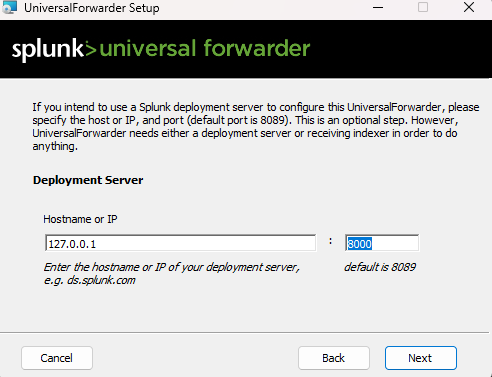 UniversalForwarder Setup
splunk>universal forwarder
If you intend to use a Splunk deployment server to configure this UniversalForwarder, please
specify the host or IP, and port (default port is 8089). This is an optional step. However,
UniversalForwarder needs either a deployment server or receiving indexer in order to do
anything.
Deployment Server
Hostname or IP
127.0.0.1 : 8000
Enter the hostname or IP of your deployment server, default is 8089
e.g. ds.splunk.com
Cancel Back Next